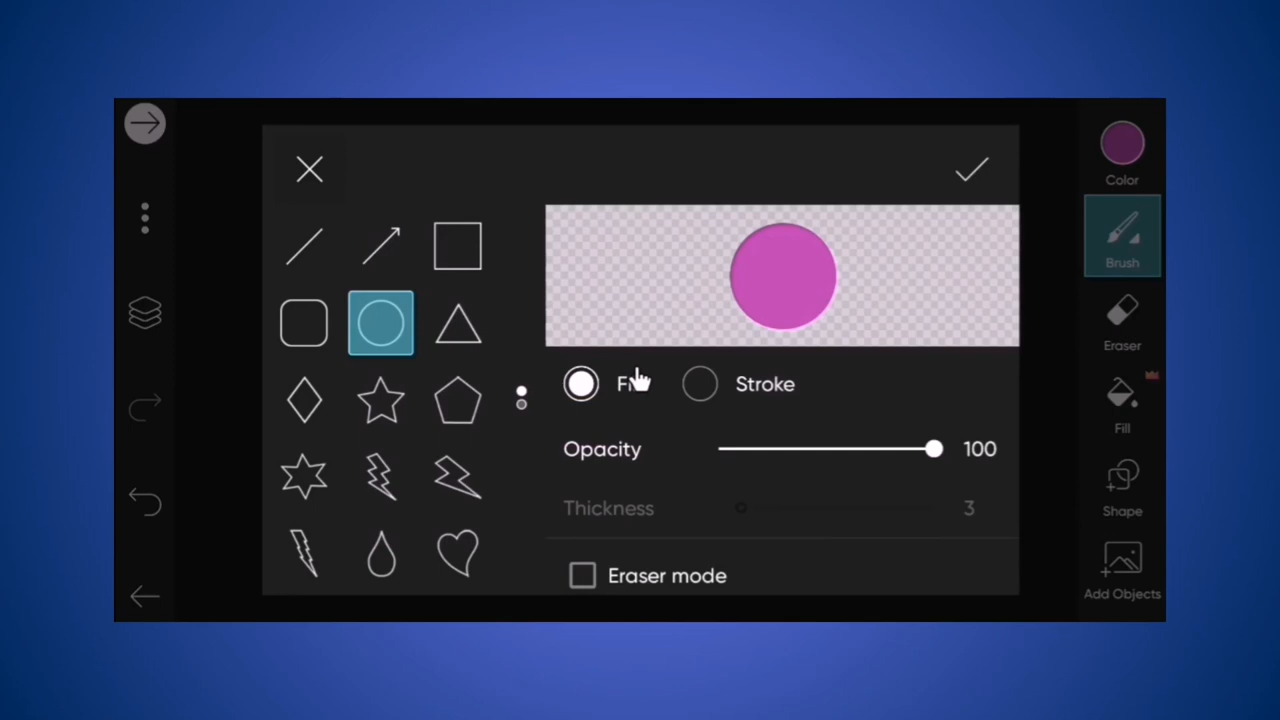 Color
Brush
Eraser
Stroke
Fill
Opacity 100
Thickness 3
Shape
Eraser mode
Add Objects